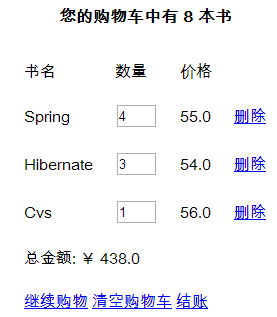 您的购物车中有 8 本书
书名 数量 价格
Spring 4 55.0 删除
Hibernate 3 54.0 删除
Cvs 1 56.0 删除
总金额: ￥ 438.0
继续购物 清空购物车 结账